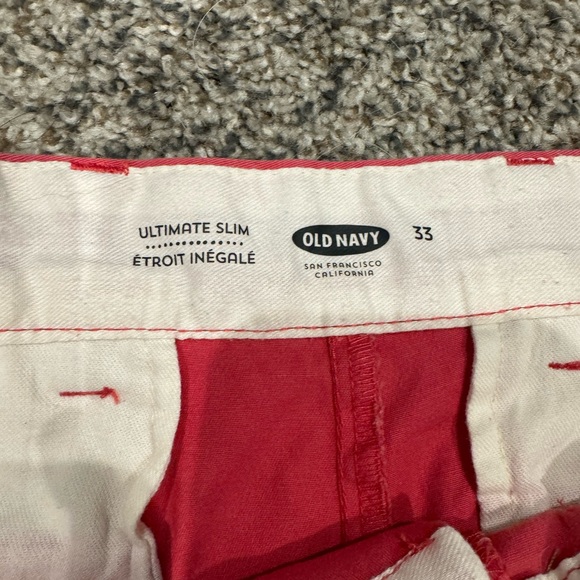 ULTIMATE SLIM
ÉTROIT INÉGALÉ
OLD NAVY
SAN FRANCISCO
CALIFORNIA
33